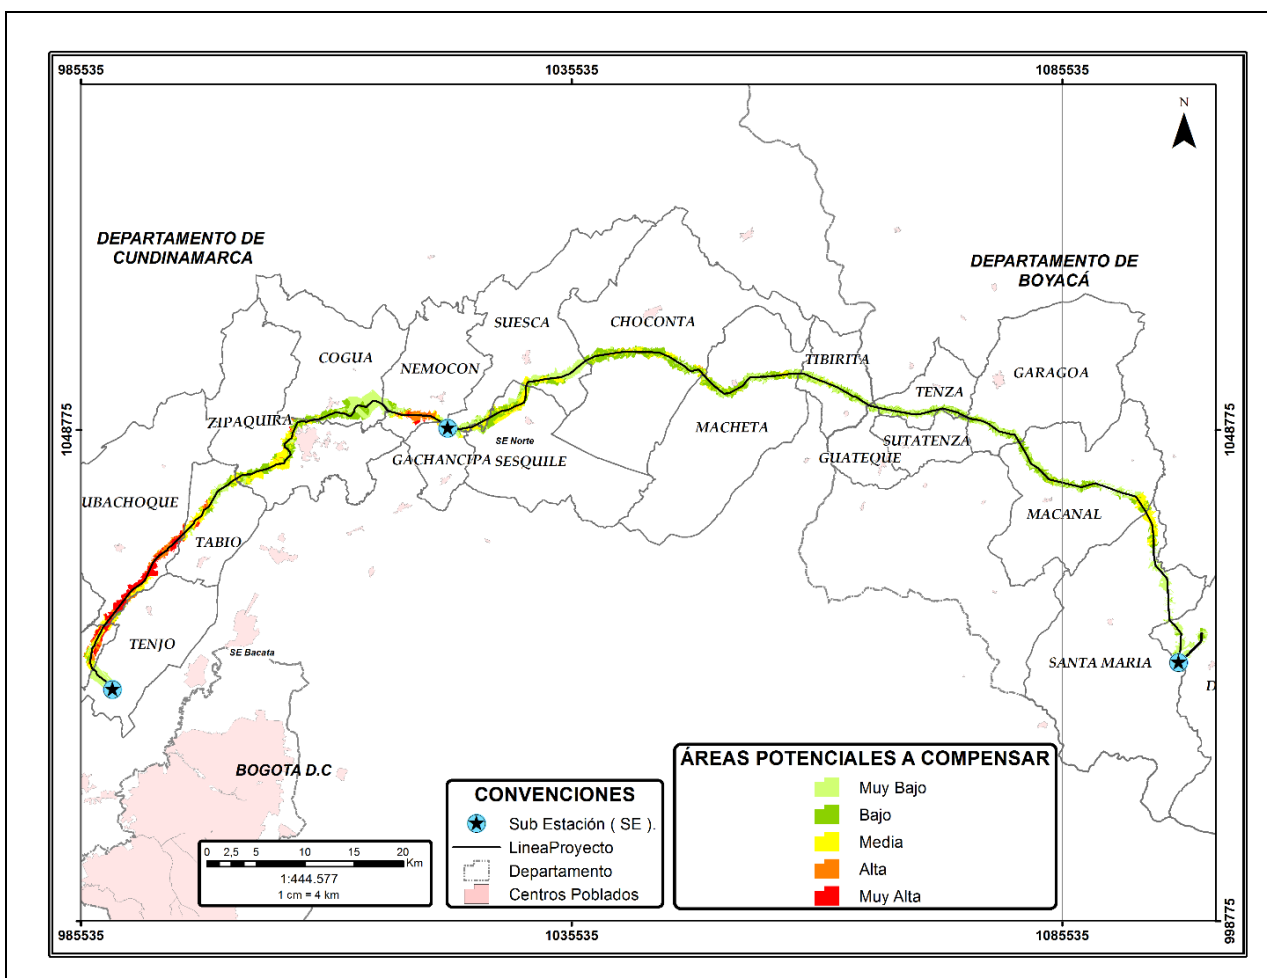 985535
1035535
1085535
N
DEPARTAMENTO DE
CUNDINAMARCA
DEPARTAMENTO DE
BOYACÁ
SUESCA
CHOCONTA
COGUA
NEMOCON
TIBIRITA
GARAGOA
TENZA
ZIPAQUIRA
MACHETA
SUTATENZA
1048775
1048775
SE Norte
GACHANCIPA
SESQUILE
GUATEQUE
UBACHOQUE
MACANAL
TABIO
TENJO
SE Bacata
SANTA MARIA
D
BOGOTA D.C
ÁREAS POTENCIALES A COMPENSAR
Muy Bajo
Bajo
Media
Alta
Muy Alta
CONVENCIONES
Sub Estación ( SE ).
LineaProyecto
Departamento
Centros Poblados
0 2,5 5 10 15 20
Km
1:444.577
1 cm = 4 km
998775
985535
1035535
1085535